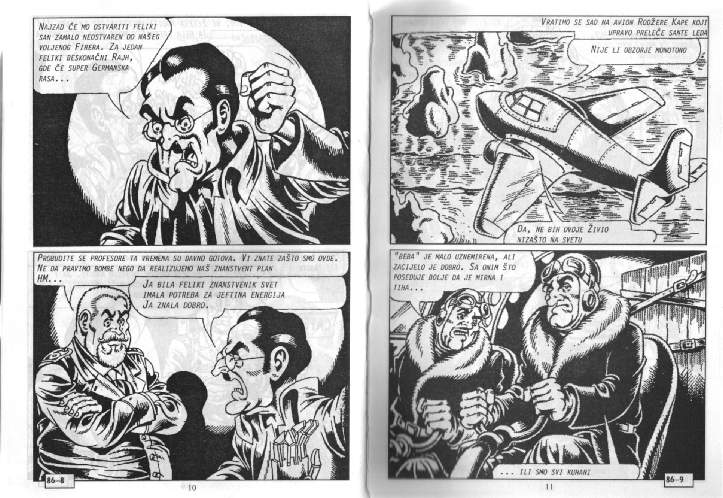 Najzad če mo ostvariti feliki
san zamalo neostvaren od našeg
voljenog Firera. Za jedan
feliki beskonačni Rajh,
gde če super Germanska
rasa...
Probudite se profesore ta vremena su davno gotova. Vi znate zašto smo ovde.
Ne da pravimo bombe nego da realizujemo naš znanstveni plan
HM...
Ja bila feliki znanstvenik svet
imala potreba za jeftina energija
Ja znala dobro.
86-8
10
Vratimo se sad na avion Rodžere Kape koji
upravo preleče sante leda
Nije li obzorje monotono
Da, ne bih ovdje živio
nizašto na svetu
"Beba" je malo uznemirena, ali
zacijelo je dobro. Sa onim što
poseduje bolje da je mirna i
tiha...
... ili smo svi kuhani
86-9
11